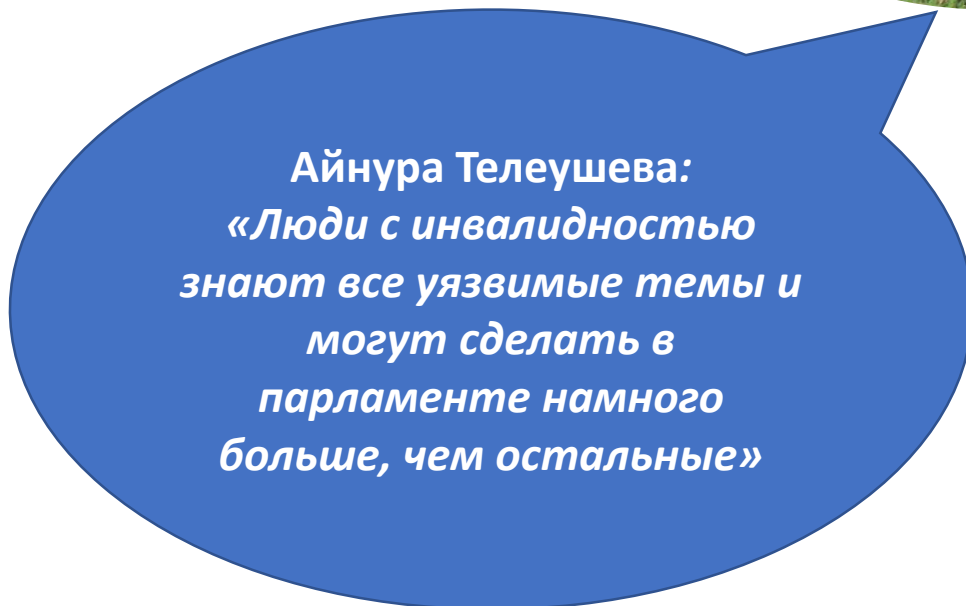 Айнура Телеушева:
«Люди с инвалидностью
знают все уязвимые темы и
могут сделать в
парламенте намного
больше, чем остальные»